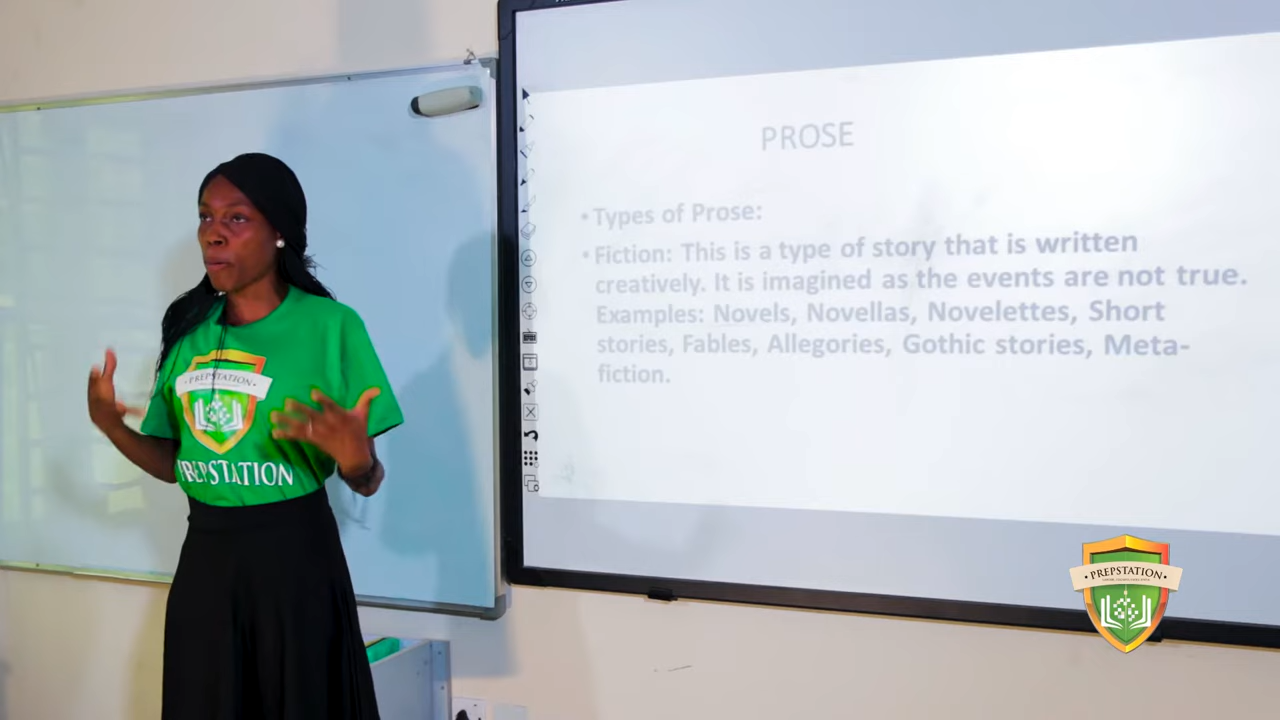 PROSE
• Types of Prose:
• Fiction: This is a type of story that is written
creatively. It is imagined as the events are not true.
Examples: Novels, Novellas, Novelettes, Short
stories, Fables, Allegories, Gothic stories, Meta-
fiction.
• PREPSTATION •
PREPSTATION
• PREPSTATION •